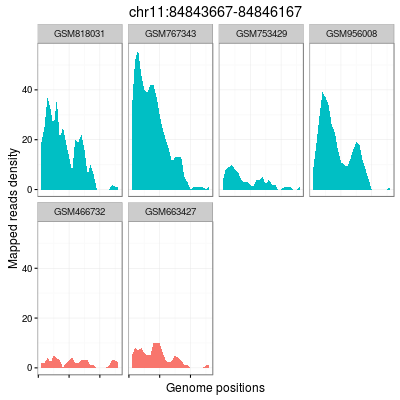 chr11:84843667-84846167
GSM818031 GSM767343 GSM753429 GSM956008
40
20
0
GSM466732 GSM663427
40
20
0
Mapped reads density
Genome positions